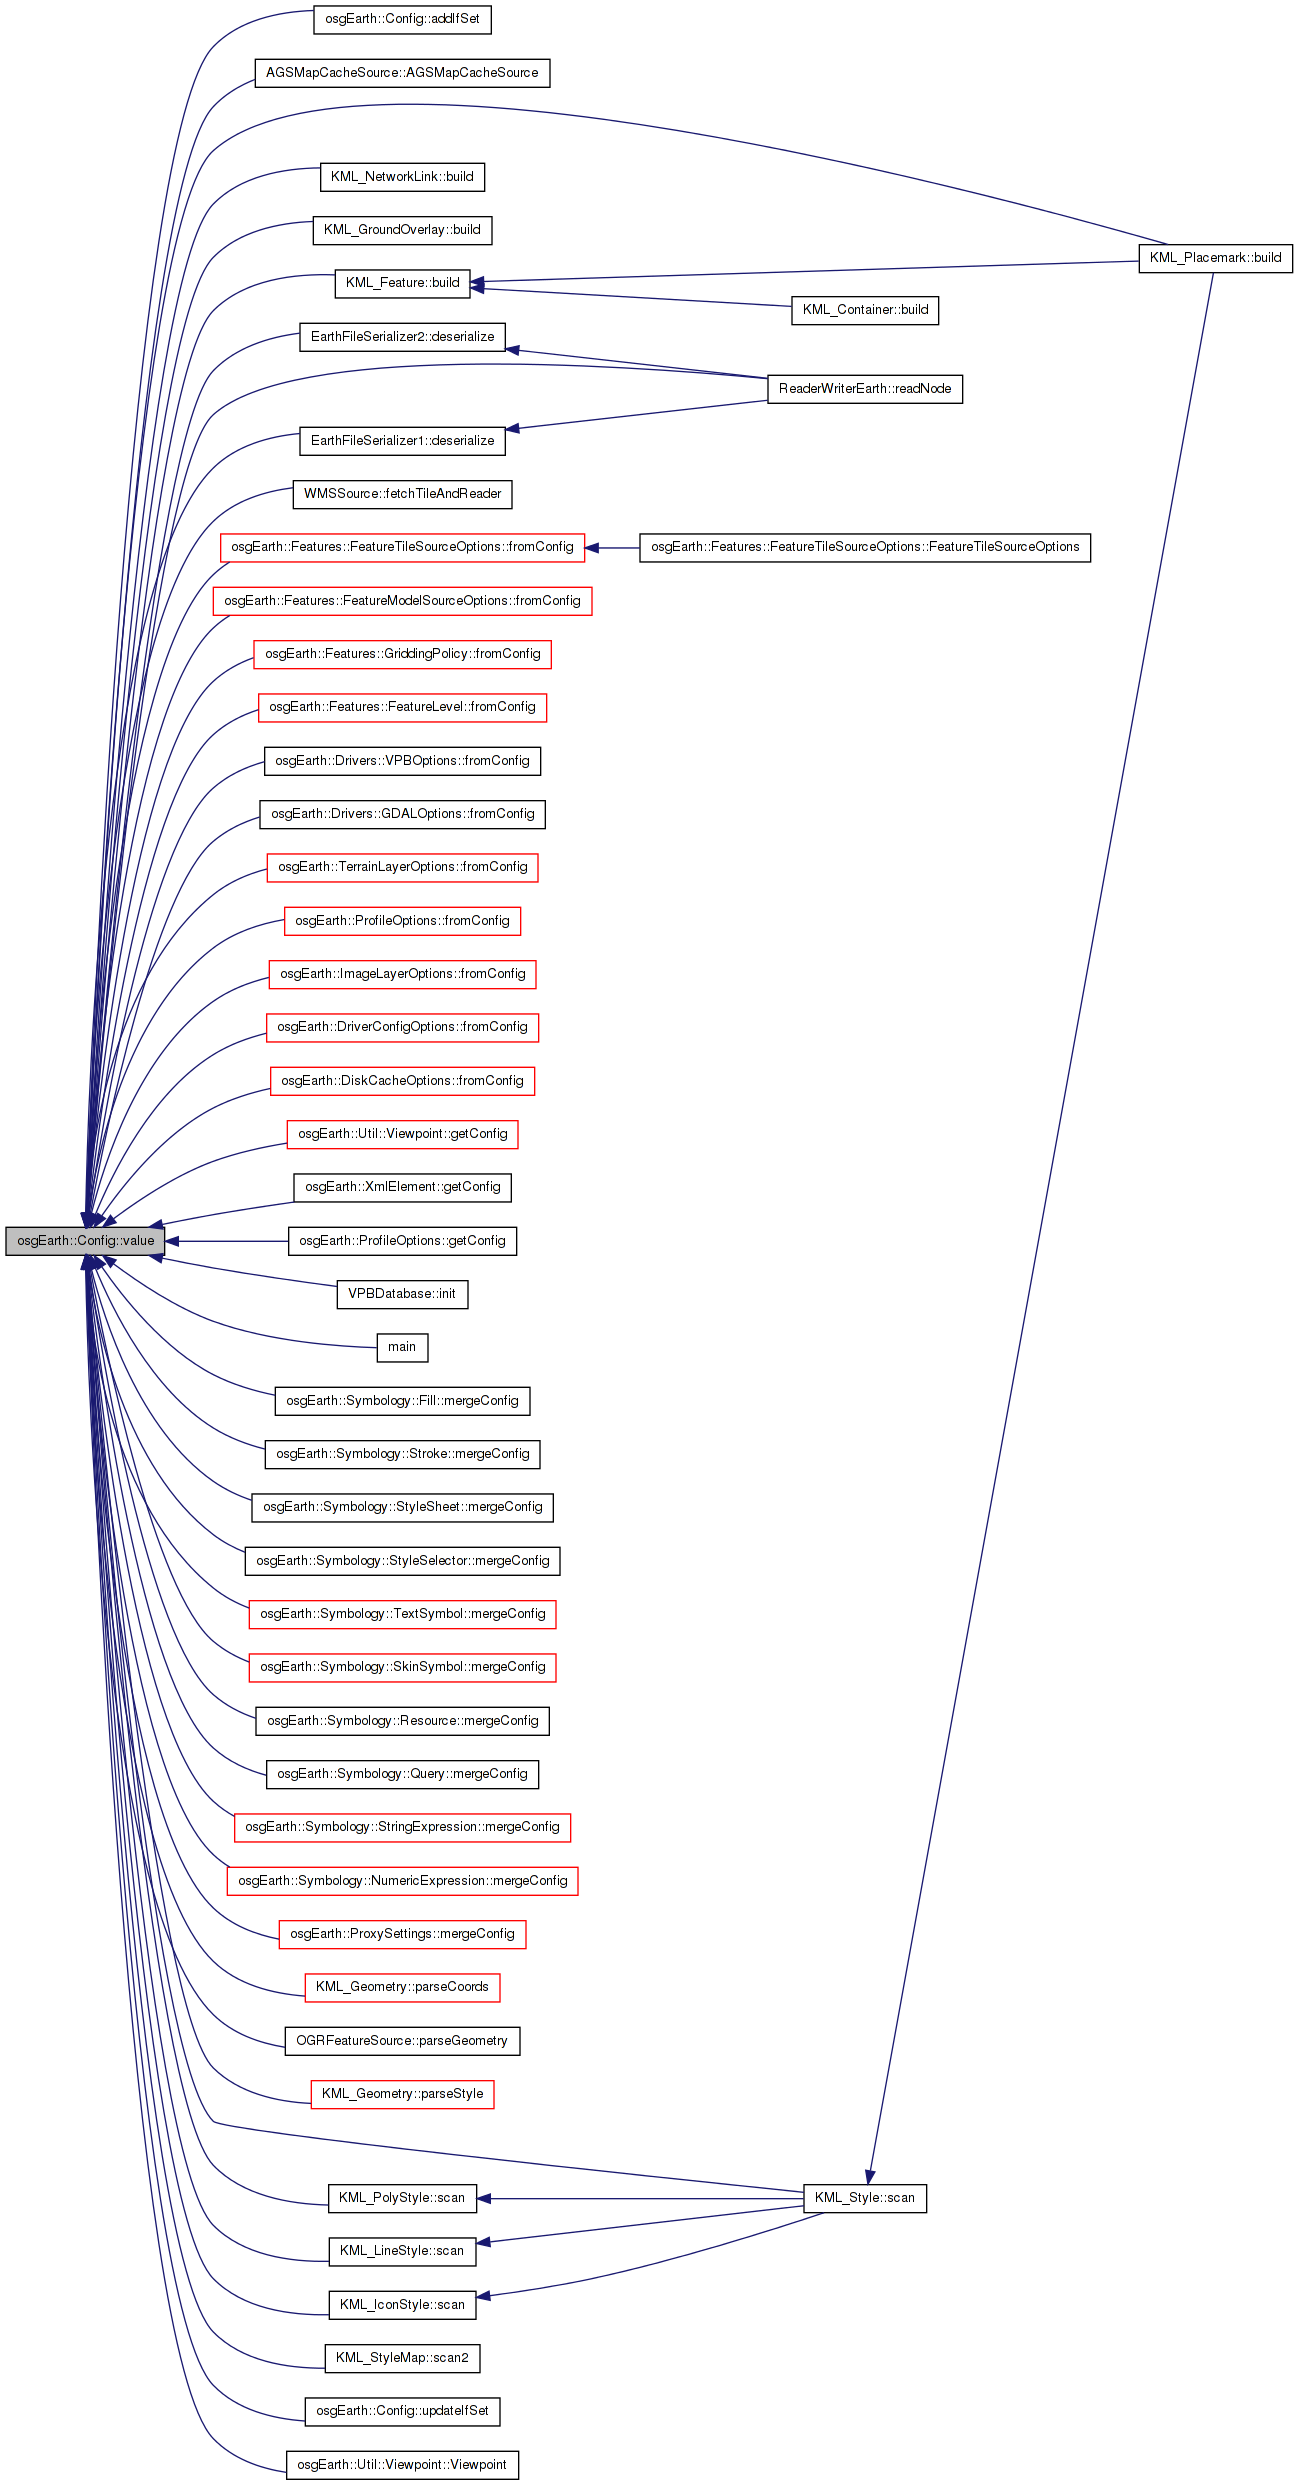 osgEarth::Config::addIfSet
AGSMapCacheSource::AGSMapCacheSource
KML_NetworkLink::build
KML_GroundOverlay::build
KML_Placemark::build
KML_Feature::build
KML_Container::build
EarthFileSerializer2::deserialize
ReaderWriterEarth::readNode
EarthFileSerializer1::deserialize
WMSSource::fetchTileAndReader
osgEarth::Features::FeatureTileSourceOptions::fromConfig
osgEarth::Features::FeatureTileSourceOptions::FeatureTileSourceOptions
osgEarth::Features::FeatureModelSourceOptions::fromConfig
osgEarth::Features::GriddingPolicy::fromConfig
osgEarth::Features::FeatureLevel::fromConfig
osgEarth::Drivers::VPBOptions::fromConfig
osgEarth::Drivers::GDALOptions::fromConfig
osgEarth::TerrainLayerOptions::fromConfig
osgEarth::ProfileOptions::fromConfig
osgEarth::ImageLayerOptions::fromConfig
osgEarth::DriverConfigOptions::fromConfig
osgEarth::DiskCacheOptions::fromConfig
osgEarth::Util::Viewpoint::getConfig
osgEarth::XmlElement::getConfig
osgEarth::Config::value
osgEarth::ProfileOptions::getConfig
VPBDatabase::init
main
osgEarth::Symbology::Fill::mergeConfig
osgEarth::Symbology::Stroke::mergeConfig
osgEarth::Symbology::StyleSheet::mergeConfig
osgEarth::Symbology::StyleSelector::mergeConfig
osgEarth::Symbology::TextSymbol::mergeConfig
osgEarth::Symbology::SkinSymbol::mergeConfig
osgEarth::Symbology::Resource::mergeConfig
osgEarth::Symbology::Query::mergeConfig
osgEarth::Symbology::StringExpression::mergeConfig
osgEarth::Symbology::NumericExpression::mergeConfig
osgEarth::ProxySettings::mergeConfig
KML_Geometry::parseCoords
OGRFeatureSource::parseGeometry
KML_Geometry::parseStyle
KML_PolyStyle::scan
KML_Style::scan
KML_LineStyle::scan
KML_IconStyle::scan
KML_StyleMap::scan2
osgEarth::Config::updateIfSet
osgEarth::Util::Viewpoint::Viewpoint